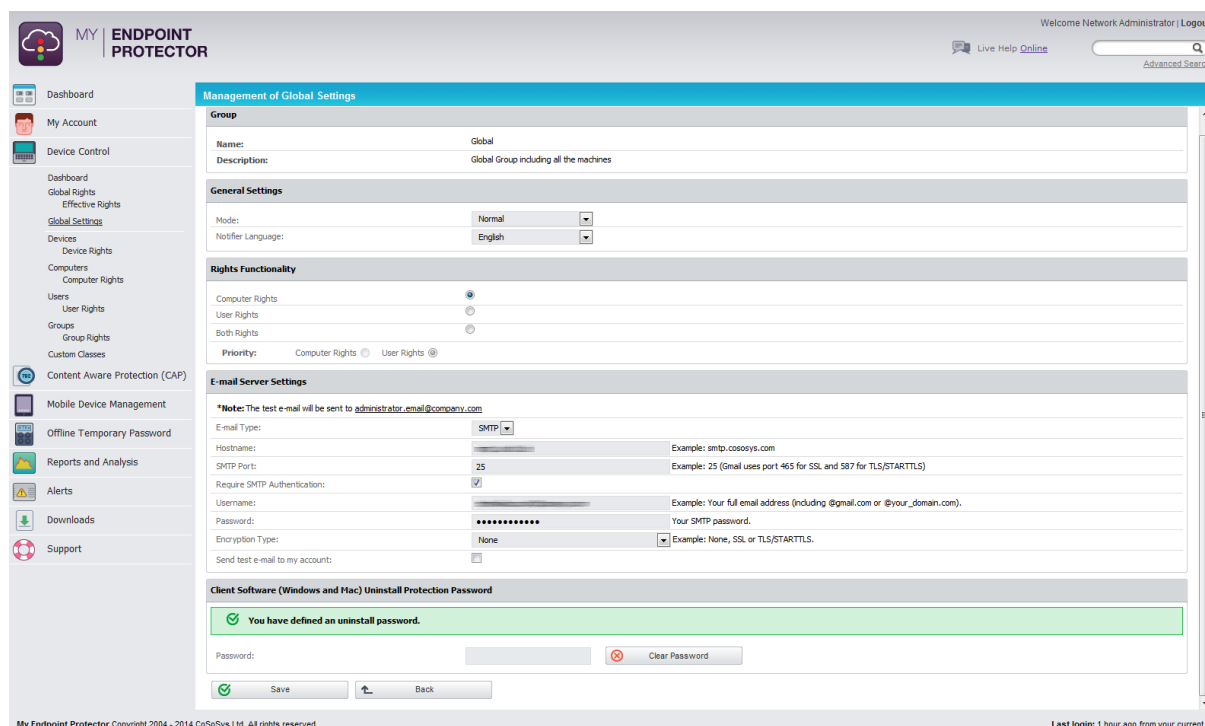 Welcome Network Administrator | Logou
MY | ENDPOINT PROTECTOR
Live Help Online
Advanced Searc
Dashboard
My Account
Device Control
Dashboard
Global Rights
Effective Rights
Global Settings
Devices
Device Rights
Computers
Computer Rights
Users
User Rights
Groups
Group Rights
Custom Classes
Content Aware Protection (CAP)
Mobile Device Management
Offline Temporary Password
Reports and Analysis
Alerts
Downloads
Support
Management of Global Settings
Group
Name: Global
Description: Global Group including all the machines
General Settings
Mode: Normal
Notifier Language: English
Rights Functionality
Computer Rights
User Rights
Both Rights
Priority: Computer Rights User Rights
E-mail Server Settings
*Note: The test e-mail will be sent to administrator.email@company.com
E-mail Type: SMTP
Hostname: Example: smtp.cososys.com
SMTP Port: 25 Example: 25 (Gmail uses port 465 for SSL and 587 for TLS/STARTTLS)
Require SMTP Authentication:
Username: Example: Your full email address (including @gmail.com or @your_domain.com).
Password: •••••••••••• Your SMTP password.
Encryption Type: None Example: None, SSL or TLS/STARTTLS.
Send test e-mail to my account:
Client Software (Windows and Mac) Uninstall Protection Password
You have defined an uninstall password.
Password: Clear Password
Save Back
My Endpoint Protector Copyright 2004 - 2014 CoSoSys Ltd. All rights reserved. Last login: 1 hour ago from your current